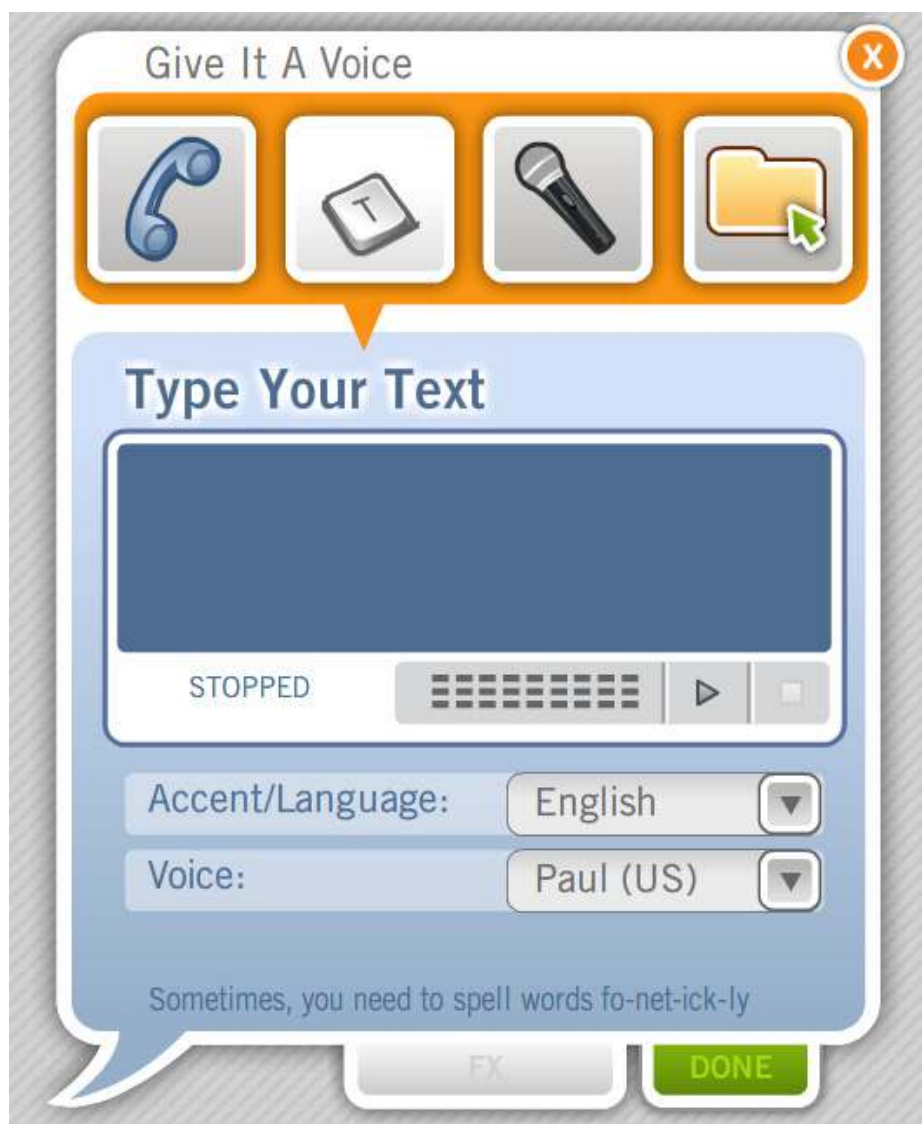 Give It A Voice
X
T
Type Your Text
STOPPED
Accent/Language: English
Voice: Paul (US)
Sometimes, you need to spell words fo-net-ick-ly
FX DONE